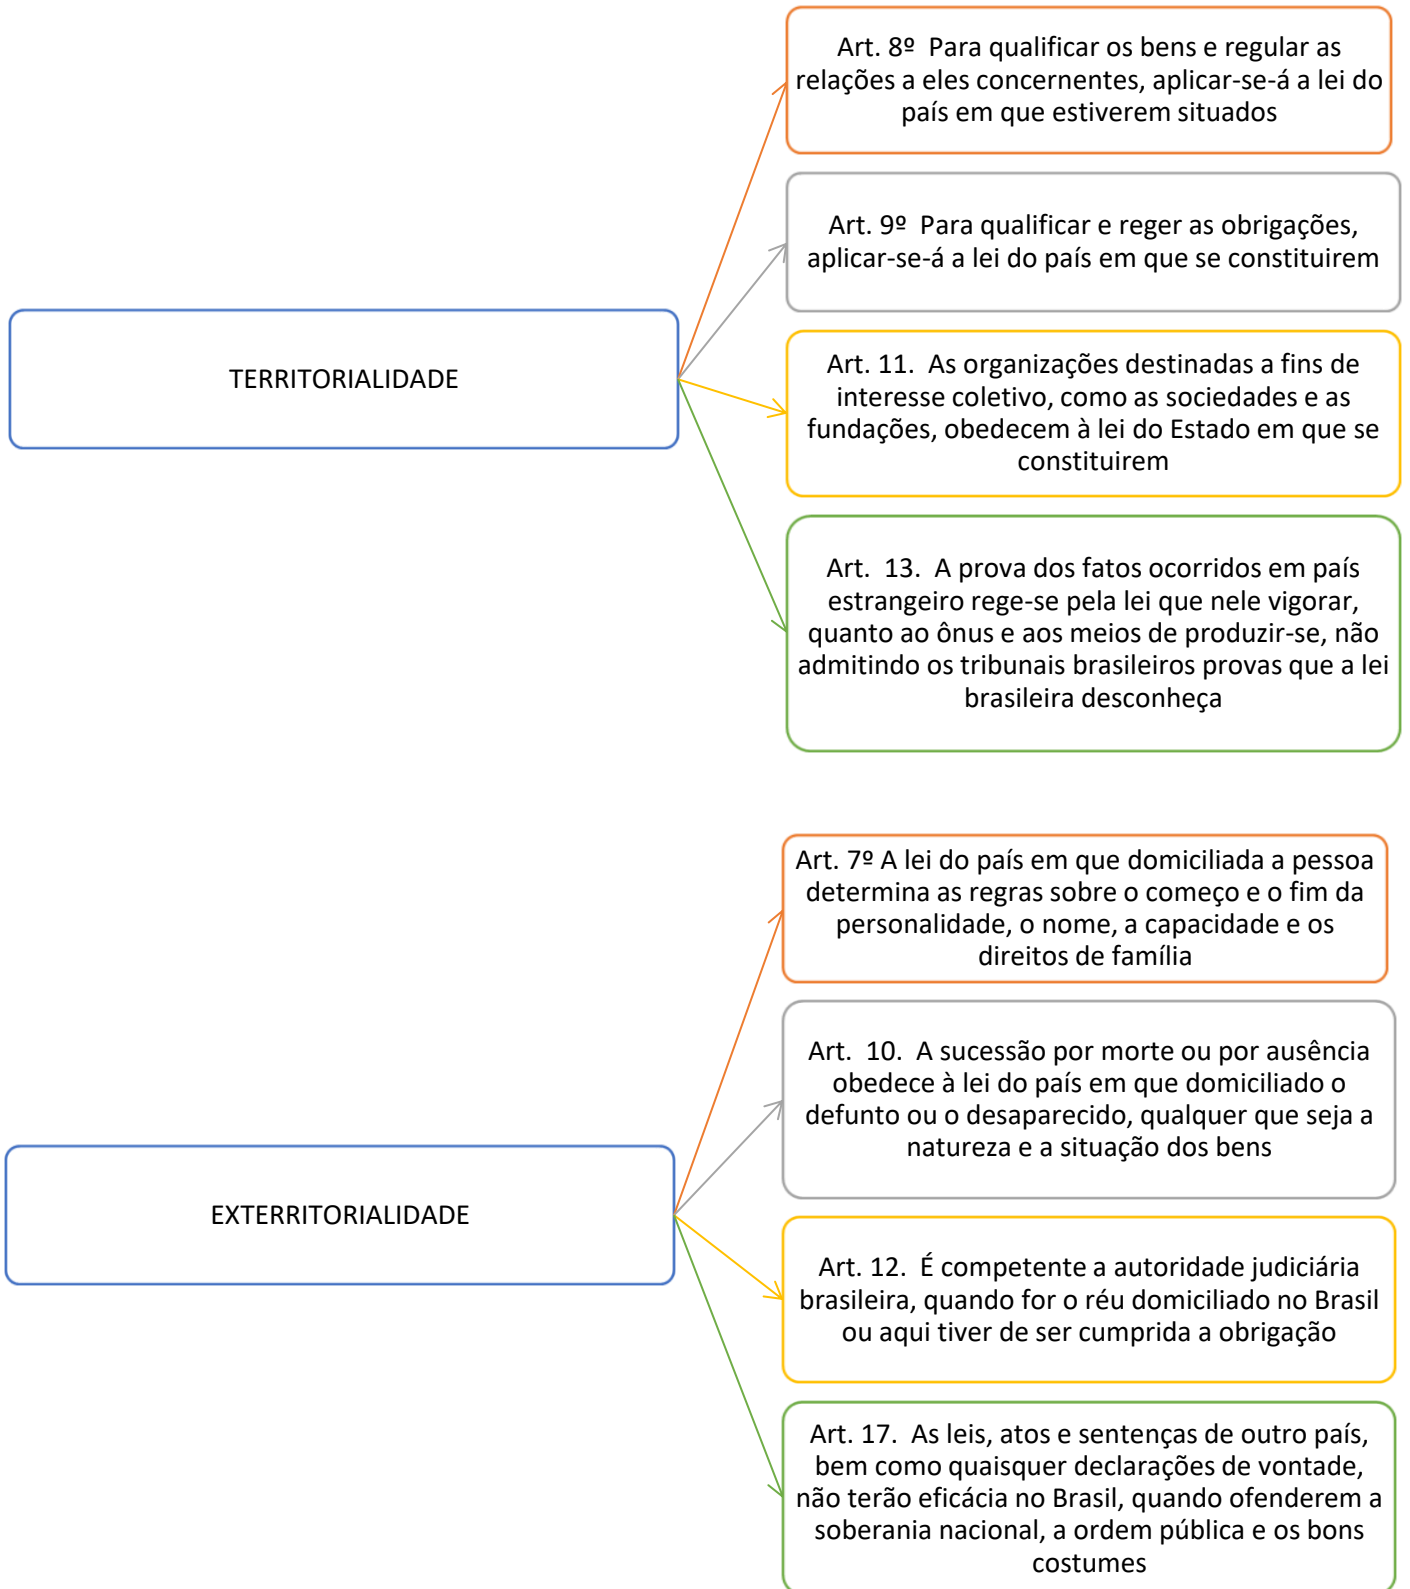 Art. 8º  Para qualificar os bens e regular as
relações a eles concernentes, aplicar-se-á a lei do
país em que estiverem situados
Art. 9º  Para qualificar e reger as obrigações,
aplicar-se-á a lei do país em que se constituirem
TERRITORIALIDADE
Art. 11.  As organizações destinadas a fins de
interesse coletivo, como as sociedades e as
fundações, obedecem à lei do Estado em que se
constituirem
Art.  13.  A prova dos fatos ocorridos em país
estrangeiro rege-se pela lei que nele vigorar,
quanto ao ônus e aos meios de produzir-se, não
admitindo os tribunais brasileiros provas que a lei
brasileira desconheça
Art. 7º A lei do país em que domiciliada a pessoa
determina as regras sobre o começo e o fim da
personalidade, o nome, a capacidade e os
direitos de família
Art.  10.  A sucessão por morte ou por ausência
obedece à lei do país em que domiciliado o
defunto ou o desaparecido, qualquer que seja a
natureza e a situação dos bens
EXTERRITORIALIDADE
Art. 12.  É competente a autoridade judiciária
brasileira, quando for o réu domiciliado no Brasil
ou aqui tiver de ser cumprida a obrigação
Art. 17.  As leis, atos e sentenças de outro país,
bem como quaisquer declarações de vontade,
não terão eficácia no Brasil, quando ofenderem a
soberania nacional, a ordem pública e os bons
costumes